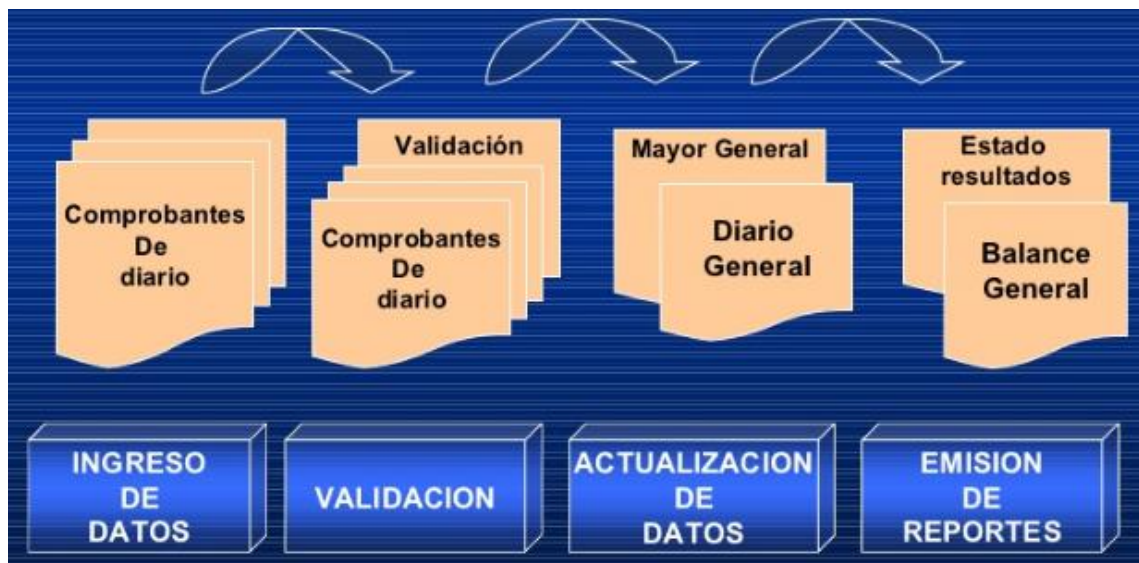 Comprobantes
De
diario
Validación
Comprobantes
De
diario
Mayor General
Diario
General
Estado
resultados
Balance
General
INGRESO
DE
DATOS
VALIDACION
ACTUALIZACION
DE
DATOS
EMISION
DE
REPORTES